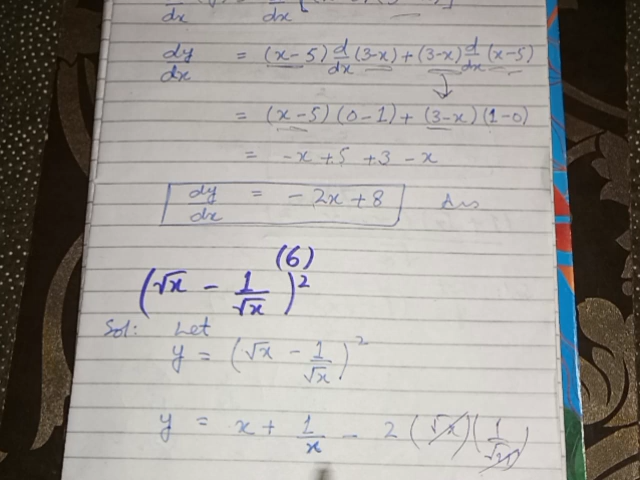 dy/dx = (x-5) d/dx (3-x) + (3-x) d/dx (x-5)
= (x-5)(0-1) + (3-x)(1-0)
= -x+5+3-x
dy/dx = -2x+8 Ans
(6)
(√x - 1/√x)²
Sol: Let
y = (√x - 1/√x)²
y = x + 1/x - 2(√x)(1/√x)